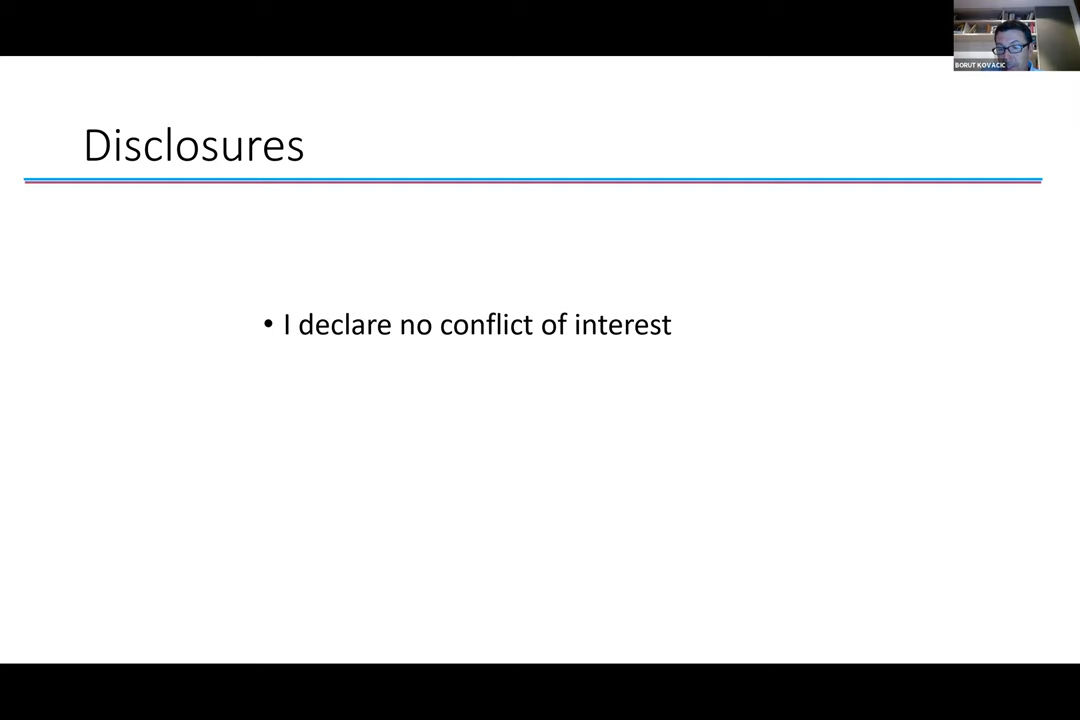 BORUT KOVACIC
Disclosures
• I declare no conflict of interest